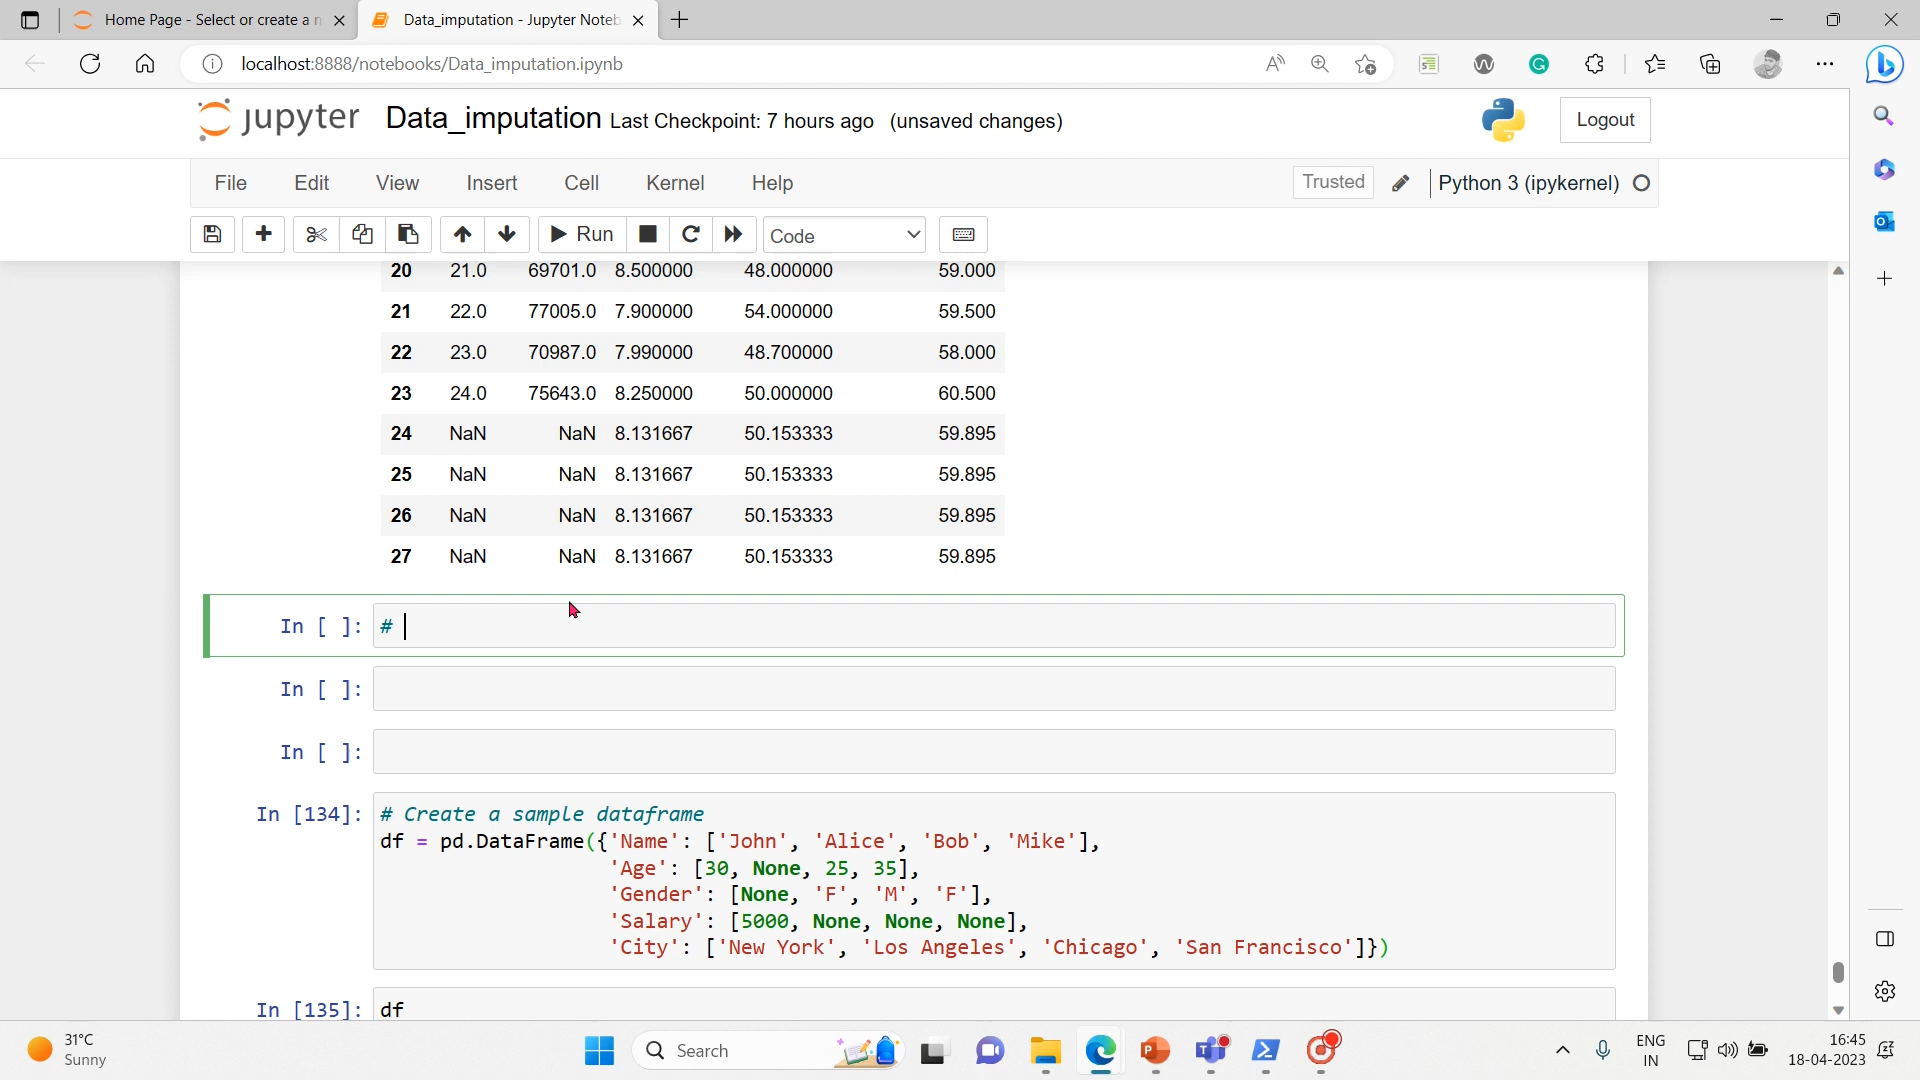 Home Page - Select or create a n
Data_imputation - Jupyter Noteb
localhost:8888/notebooks/Data_imputation.ipynb
jupyter Data_imputation Last Checkpoint: 7 hours ago (unsaved changes)
Logout
File Edit View Insert Cell Kernel Help
Trusted
Python 3 (ipykernel)
Run
Code
20 21.0 69701.0 8.500000 48.000000 59.000
21 22.0 77005.0 7.900000 54.000000 59.500
22 23.0 70987.0 7.990000 48.700000 58.000
23 24.0 75643.0 8.250000 50.000000 60.500
24 NaN NaN 8.131667 50.153333 59.895
25 NaN NaN 8.131667 50.153333 59.895
26 NaN NaN 8.131667 50.153333 59.895
27 NaN NaN 8.131667 50.153333 59.895
In [ ]: #
In [ ]:
In [ ]:
In [134]: # Create a sample dataframe
df = pd.DataFrame({'Name': ['John', 'Alice', 'Bob', 'Mike'],
'Age': [30, None, 25, 35],
'Gender': [None, 'F', 'M', 'F'],
'Salary': [5000, None, None, None],
'City': ['New York', 'Los Angeles', 'Chicago', 'San Francisco']})
In [135]: df
31°C
Sunny
Search
ENG
IN
16:45
18-04-2023